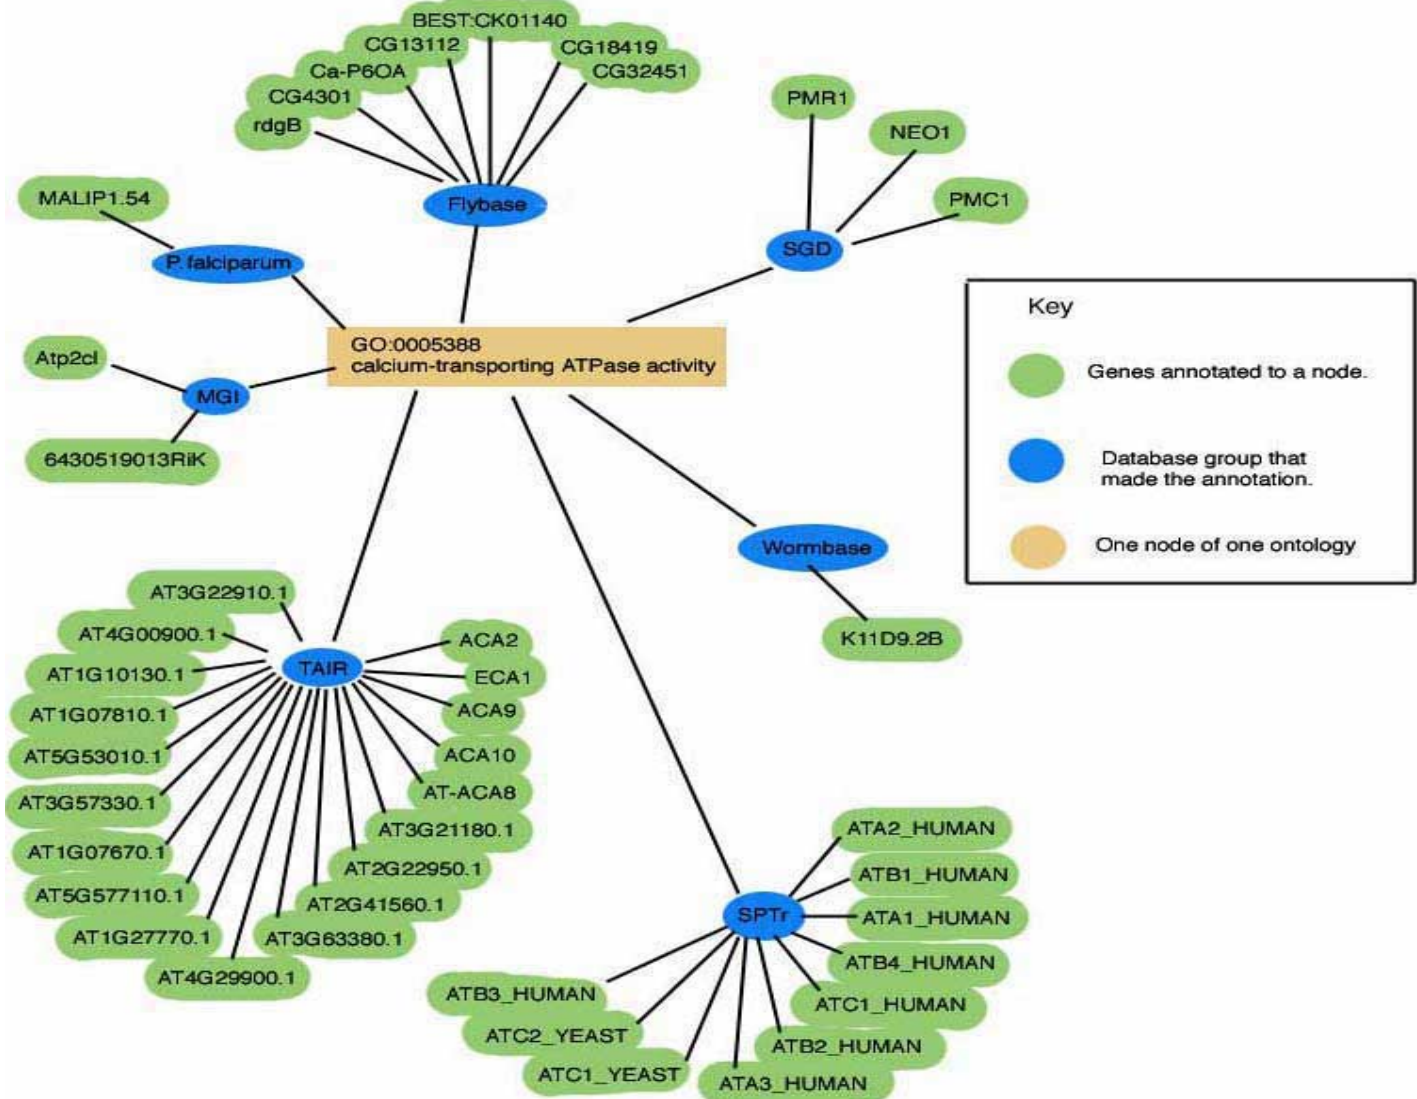 BEST:CK01140
CG13112
CG18419
Ca-P6OA
CG32451
CG4301
rdgB
PMR1
NEO1
PMC1
MALIP1.54
Flybase
SGD
P. falciparum
Key
GO:0005388
calcium-transporting ATPase activity
Atp2cl
MGI
6430519013RiK
Genes annotated to a node.
Database group that
made the annotation.
One node of one ontology
Wormbase
K11D9.2B
AT3G22910.1
AT4G00900.1
AT1G10130.1
AT1G07810.1
AT5G53010.1
AT3G57330.1
AT1G07670.1
AT5G577110.1
AT1G27770.1
AT4G29900.1
TAIR
ACA2
ECA1
ACA9
ACA10
AT-ACA8
AT3G21180.1
AT2G22950.1
AT2G41560.1
AT3G63380.1
SPTr
ATA2_HUMAN
ATB1_HUMAN
ATA1_HUMAN
ATB4_HUMAN
ATC1_HUMAN
ATB2_HUMAN
ATA3_HUMAN
ATB3_HUMAN
ATC2_YEAST
ATC1_YEAST